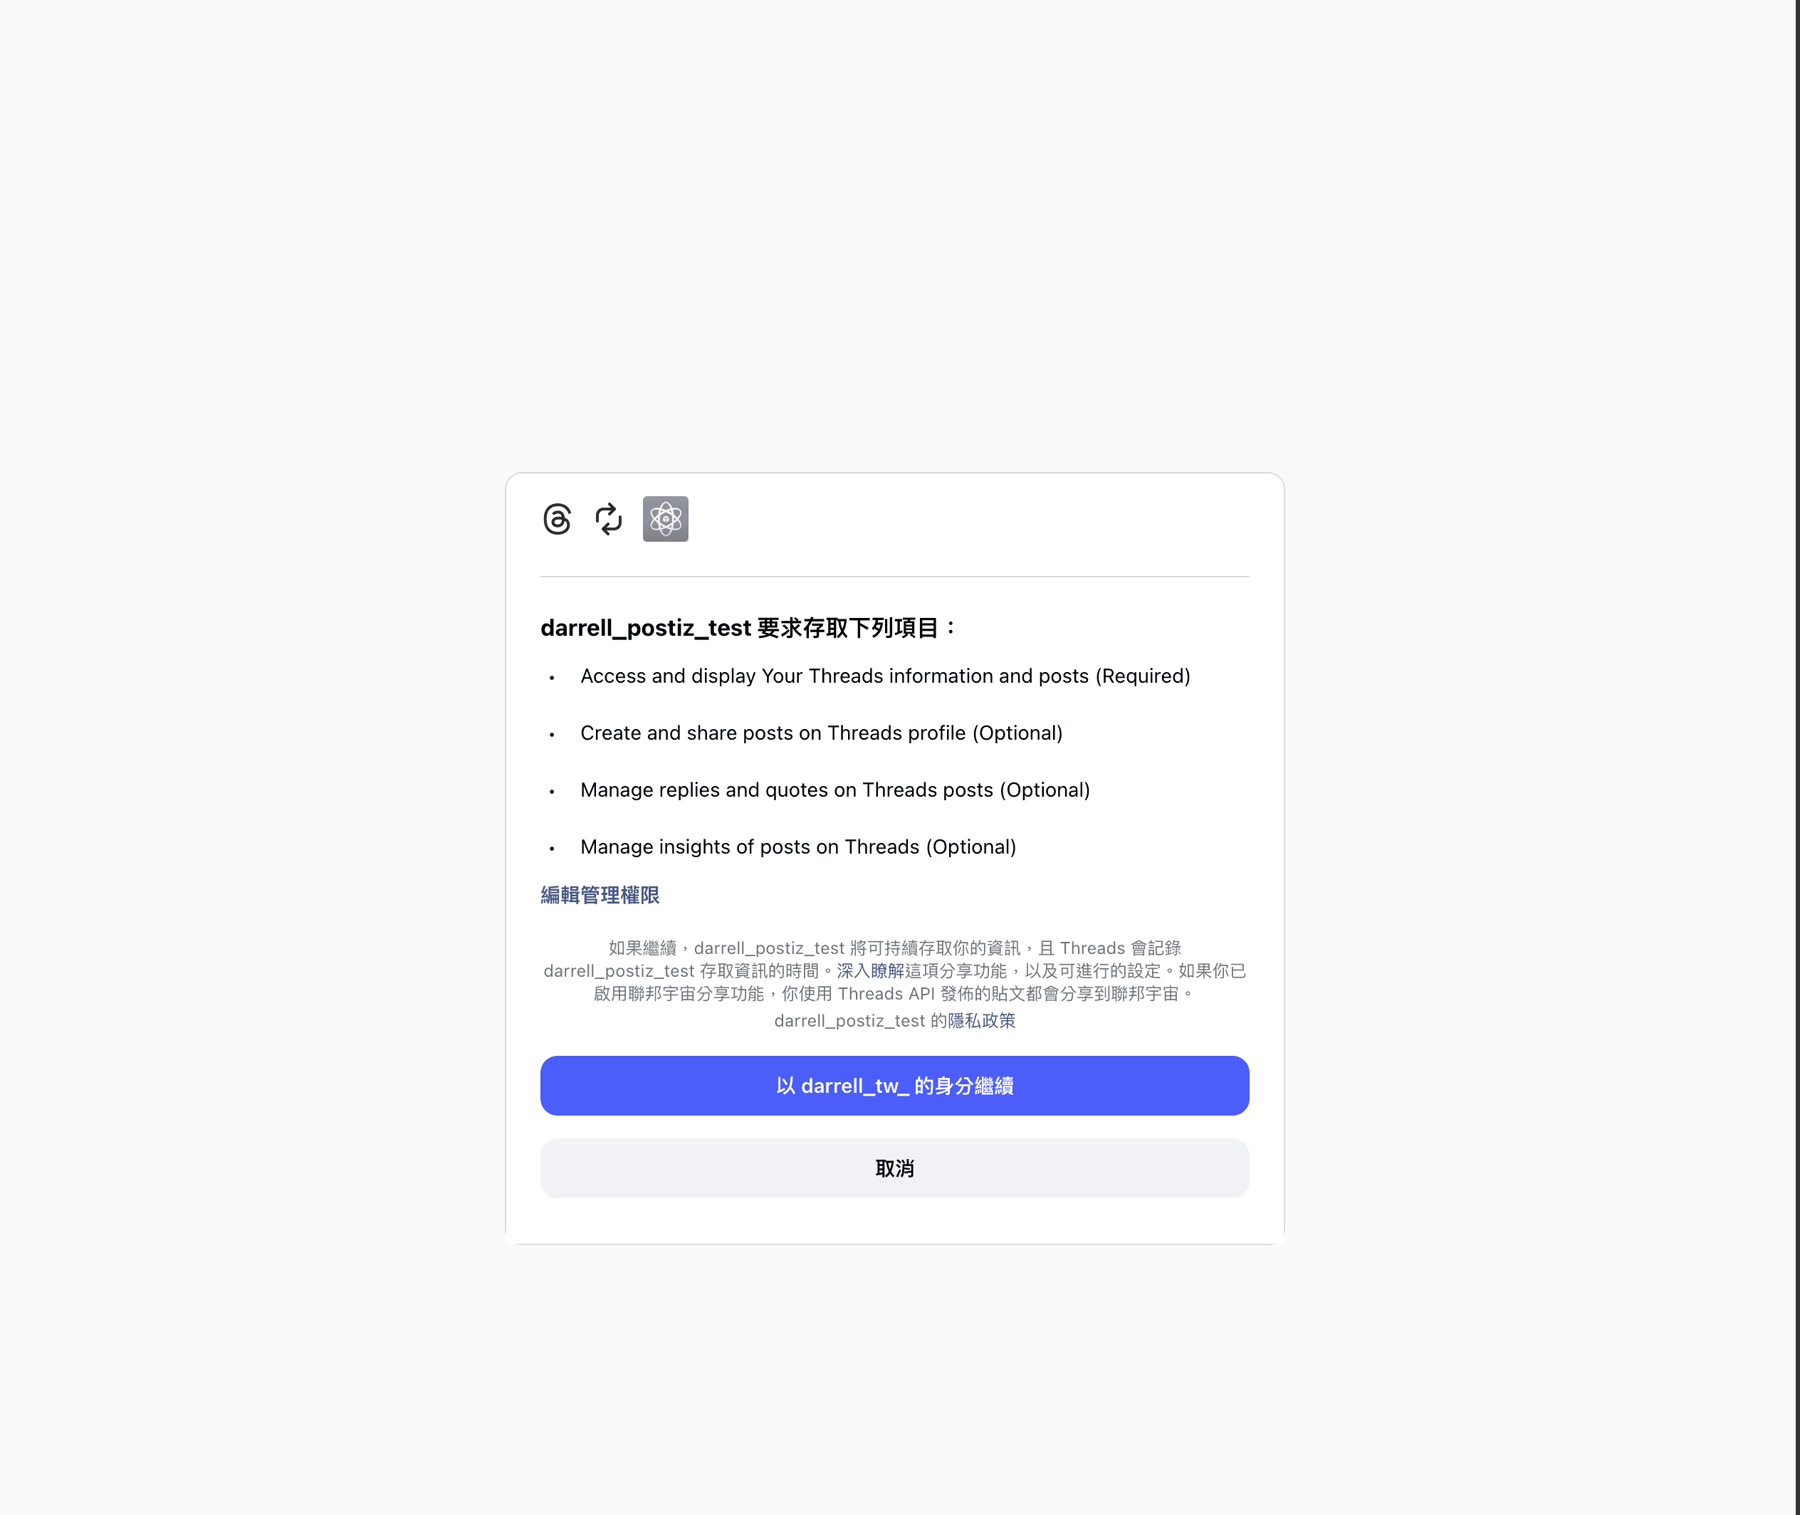 darrell_postiz_test 要求存取下列項目：
• Access and display Your Threads information and posts (Required)
• Create and share posts on Threads profile (Optional)
• Manage replies and quotes on Threads posts (Optional)
• Manage insights of posts on Threads (Optional)
編輯管理權限
如果繼續，darrell_postiz_test 將可持續存取你的資訊，且 Threads 會記錄
darrell_postiz_test 存取資訊的時間。深入瞭解這項分享功能，以及可進行的設定。如果你已
啟用聯邦宇宙分享功能，你使用 Threads API 發佈的貼文都會分享到聯邦宇宙。
darrell_postiz_test 的隱私政策
以 darrell_tw_ 的身分繼續
取消